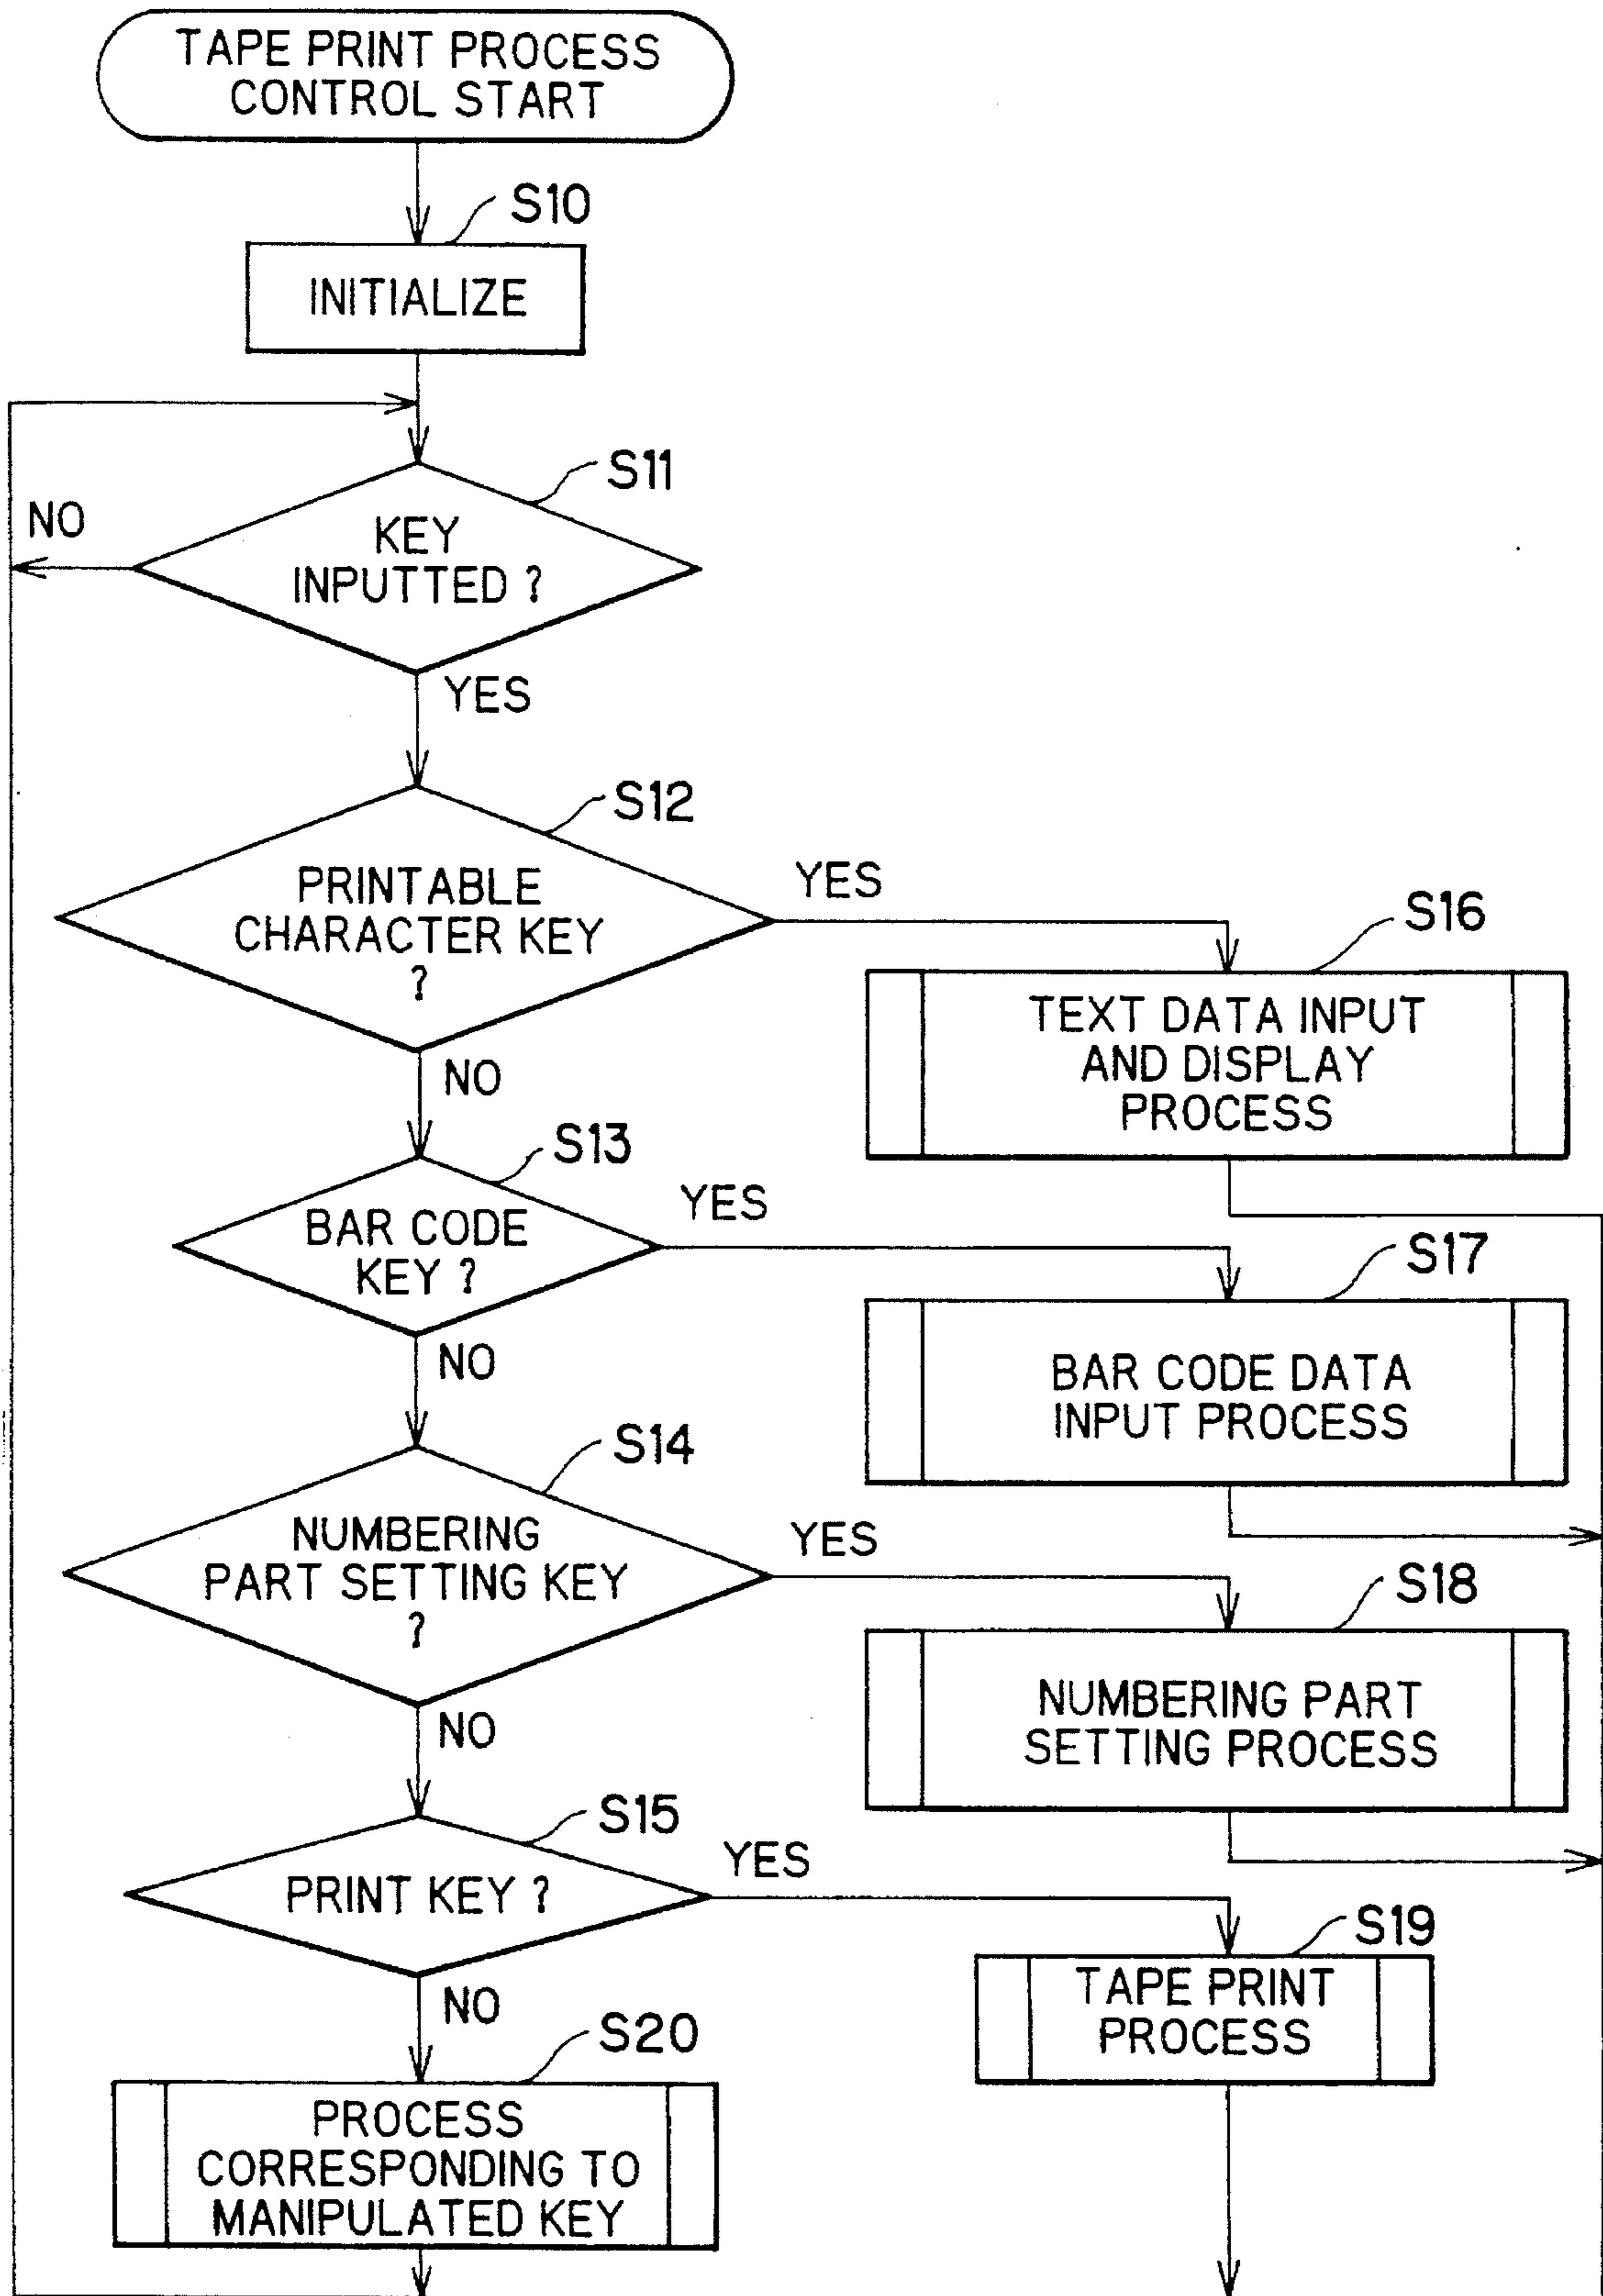 TAPE PRINT PROCESS
CONTROL START
S10
INITIALIZE
S11
NO
KEY
INPUTTED ?
YES
S12
PRINTABLE
CHARACTER KEY
?
YES
S16
TEXT DATA INPUT
AND DISPLAY
PROCESS
NO
S13
BAR CODE
KEY ?
YES
S17
BAR CODE DATA
INPUT PROCESS
NO
S14
NUMBERING
PART SETTING KEY
?
YES
S18
NUMBERING PART
SETTING PROCESS
NO
S15
PRINT KEY ?
YES
S19
TAPE PRINT
PROCESS
NO
S20
PROCESS
CORRESPONDING TO
MANIPULATED KEY